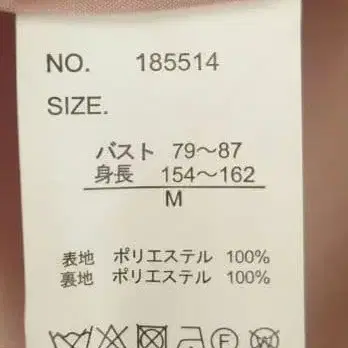 NO. 185514
SIZE.
バスト 79〜87
身長 154〜162
M
表地 ポリエステル 100%
裏地 ポリエステル 100%